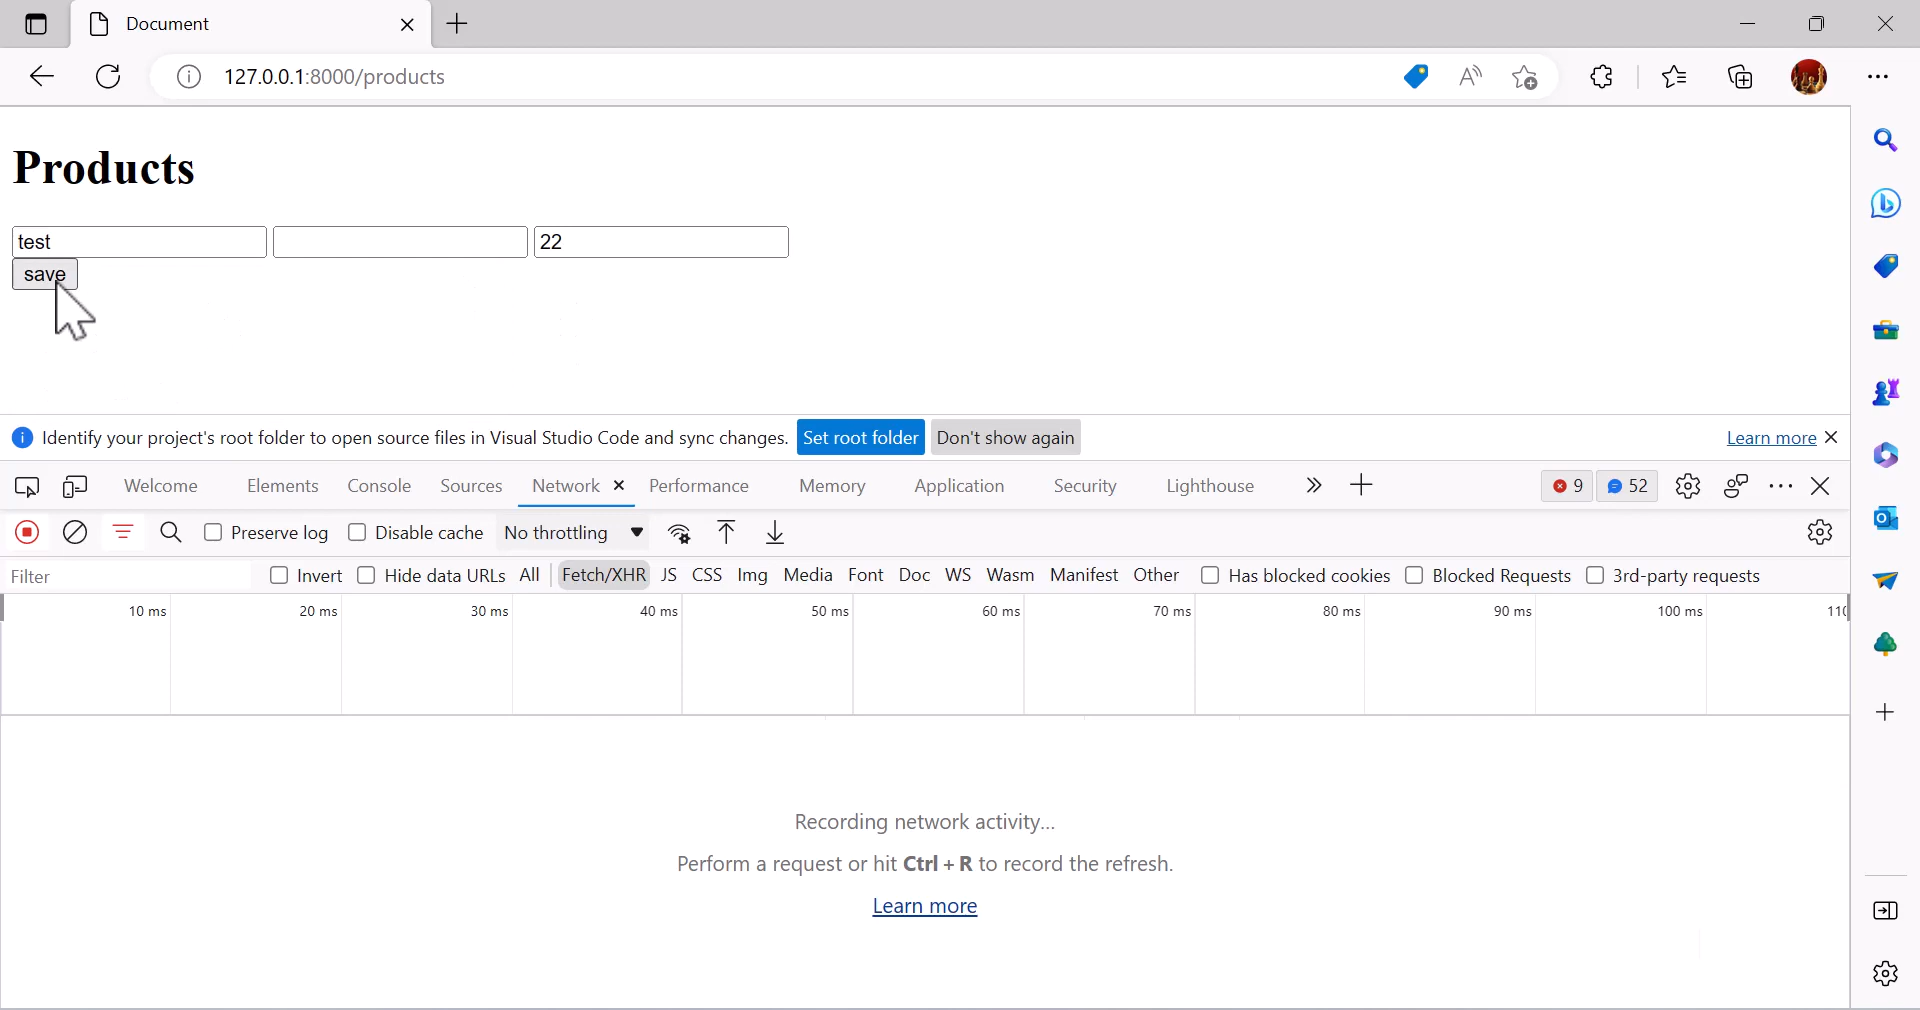 Document
127.0.0.1:8000/products
Products
test 22
save
Identify your project's root folder to open source files in Visual Studio Code and sync changes. Set root folder Don't show again Learn more
Welcome Elements Console Sources Network Performance Memory Application Security Lighthouse 9 52
Preserve log Disable cache No throttling
Filter Invert Hide data URLs All Fetch/XHR JS CSS Img Media Font Doc WS Wasm Manifest Other Has blocked cookies Blocked Requests 3rd-party requests
10 ms 20 ms 30 ms 40 ms 50 ms 60 ms 70 ms 80 ms 90 ms 100 ms
Recording network activity...
Perform a request or hit Ctrl + R to record the refresh.
Learn more